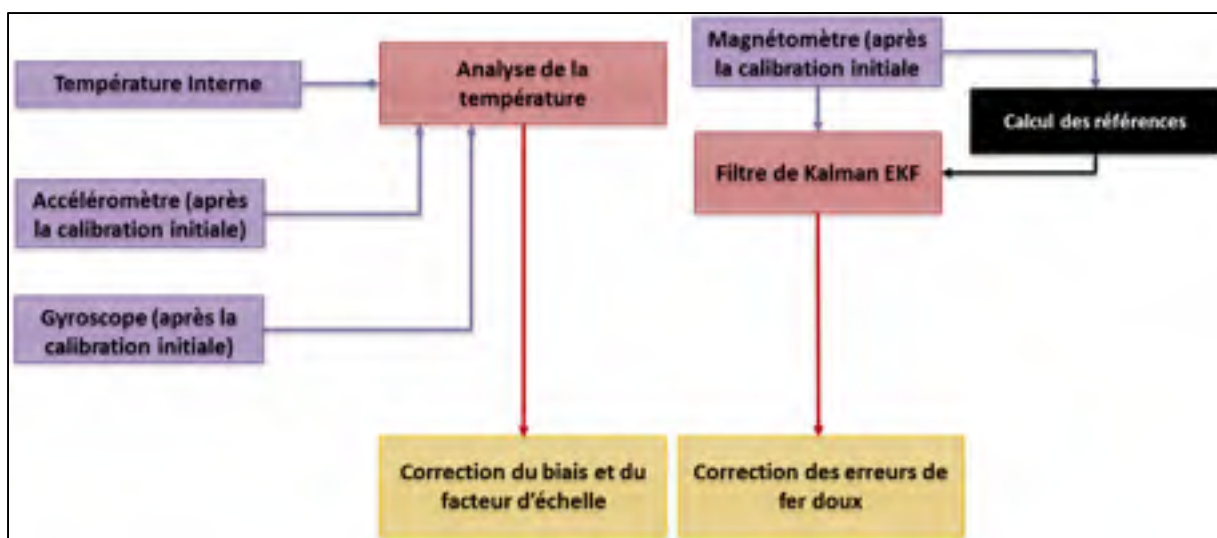 Température Interne
Analyse de la
température
Accéléromètre (après
la calibration initiale)
Gyroscope (après la
calibration initiale)
Correction du biais et du
facteur d'échelle
Magnétomètre (après
la calibration initiale
Calcul des références
Filtre de Kalman EKF
Correction des erreurs de
fer doux